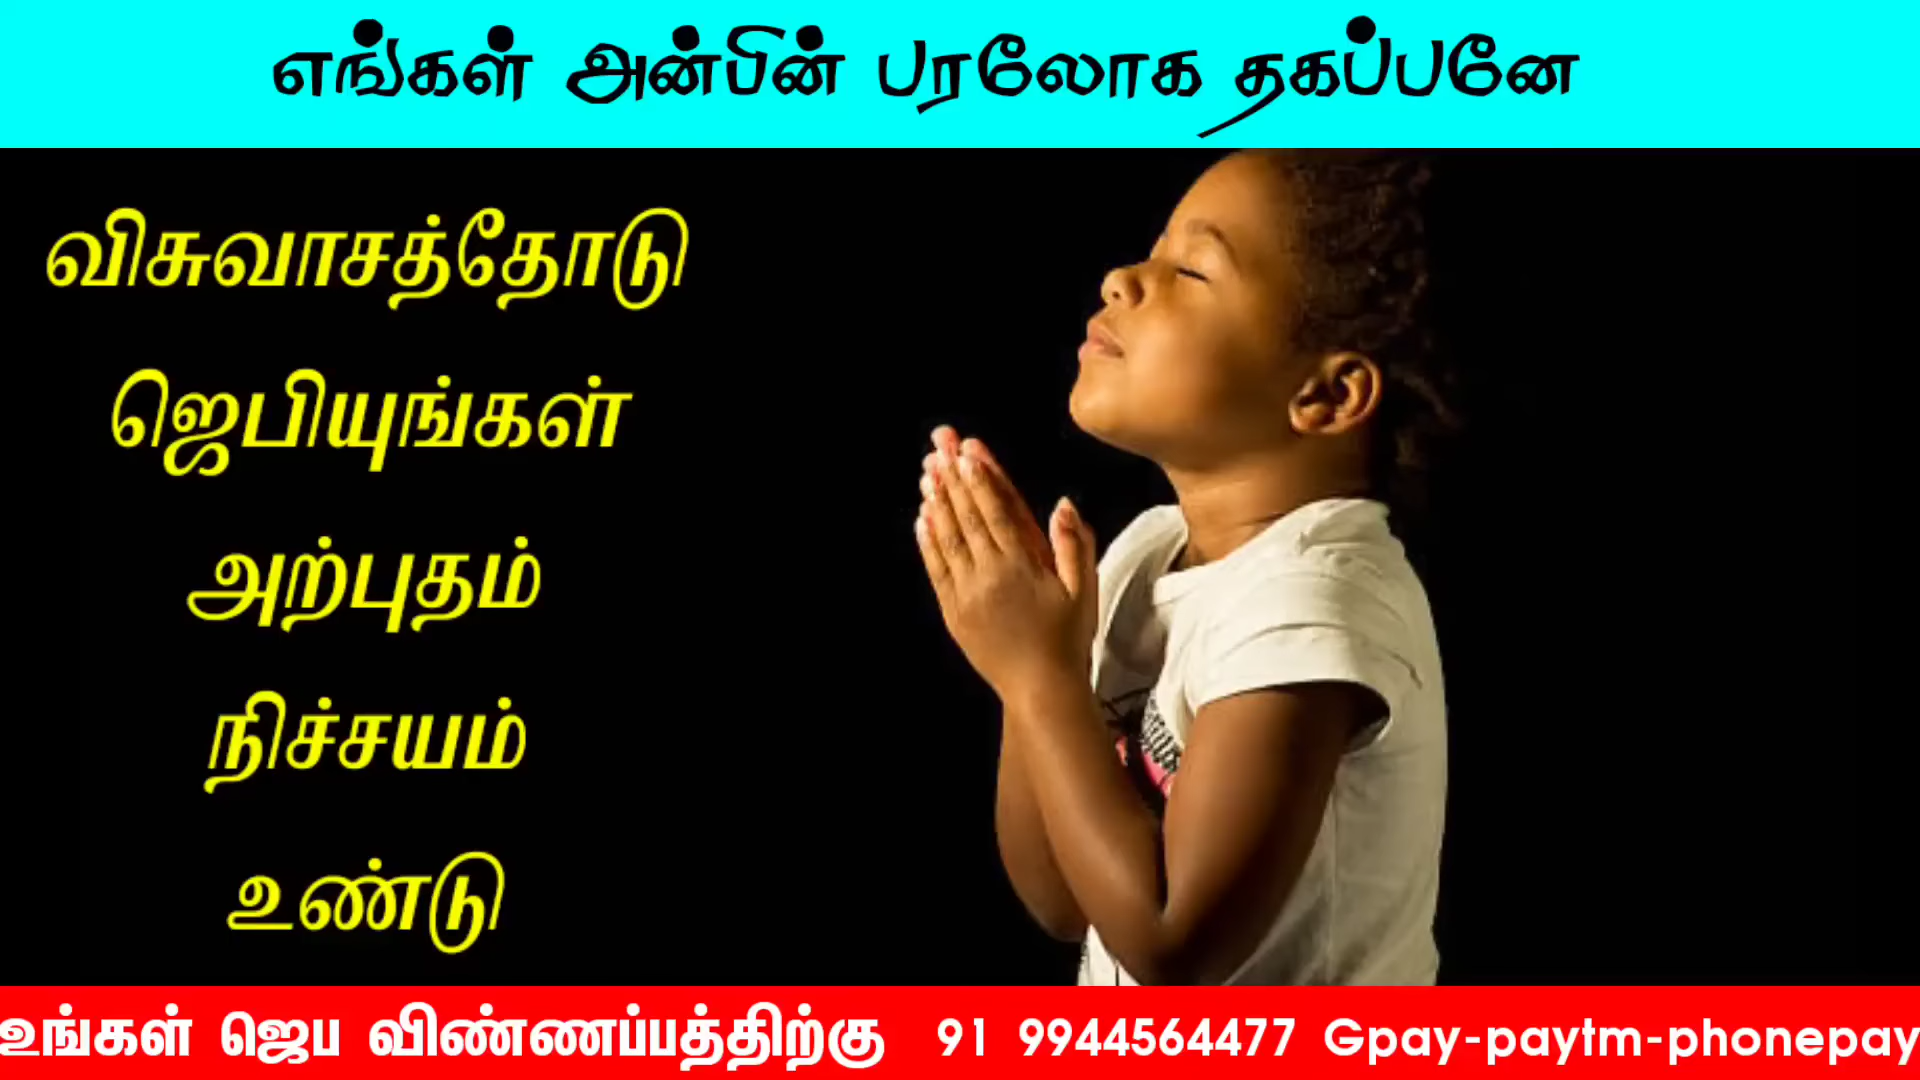 எங்கள் அன்பின் பரலோக தகப்பனே
விசுவாசத்தோடு
ஜெபியுங்கள்
அற்புதம்
நிச்சயம்
உண்டு
உங்கள் ஜெப விண்ணப்பத்திற்கு 91 9944564477 Gpay-paytm-phonepay